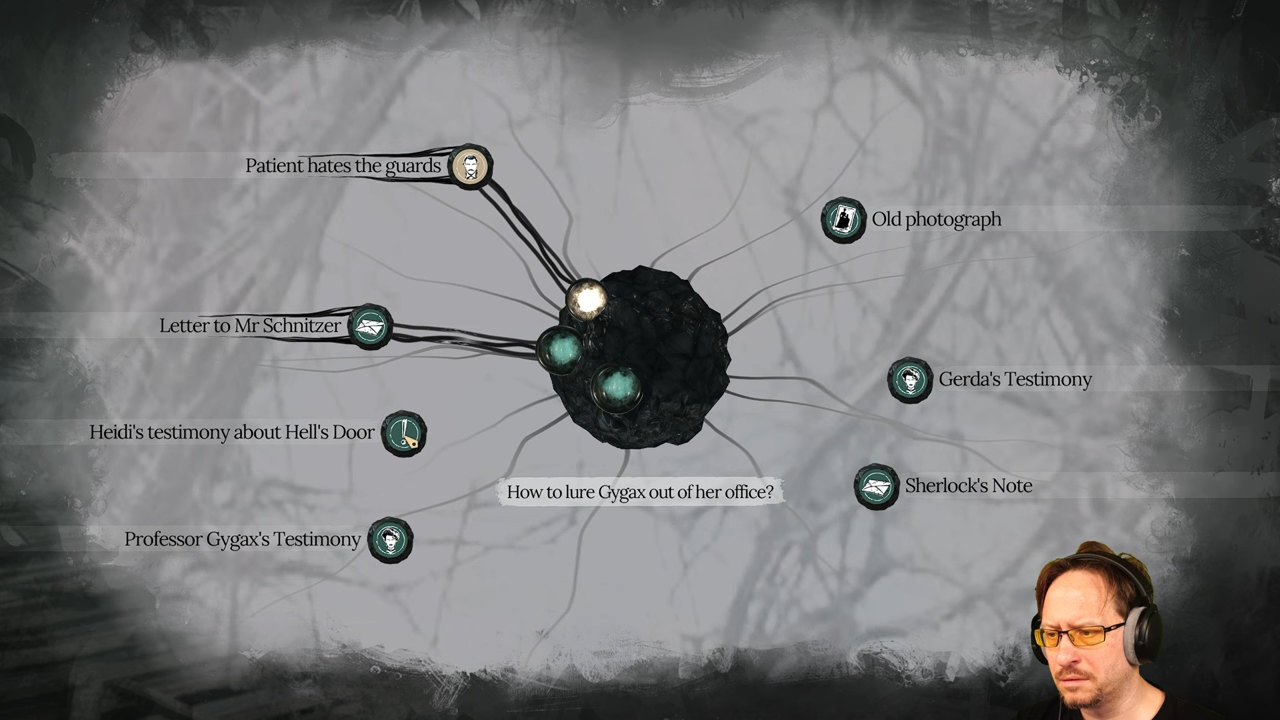 Patient hates the guards
Old photograph
Letter to Mr Schnitzer
Gerda's Testimony
Heidi's testimony about Hell's Door
Sherlock's Note
How to lure Gygax out of her office?
Professor Gygax's Testimony